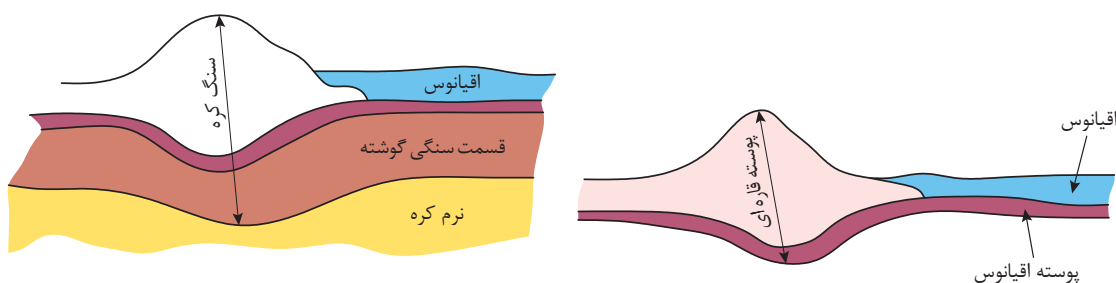 اقیانوس
سنگ کره
قسمت سنگی گوشته
نرم کره
اقیانوس
پوسته قاره ای
پوسته اقیانوس